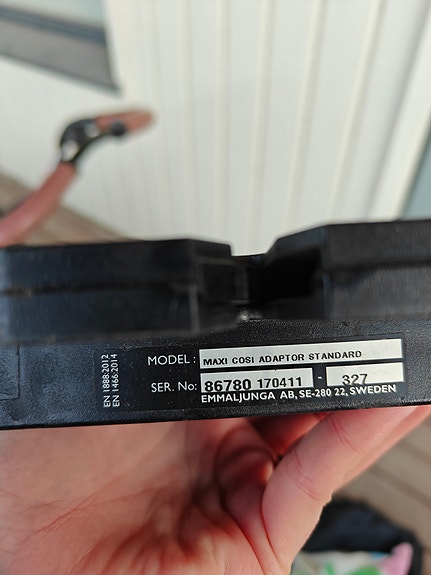 EN 1888:2012
EN 1466:2014
MODEL: MAXI COSI ADAPTOR STANDARD
SER. No: 86780 170411 - 327
EMMALJUNGA AB, SE-280 22, SWEDEN